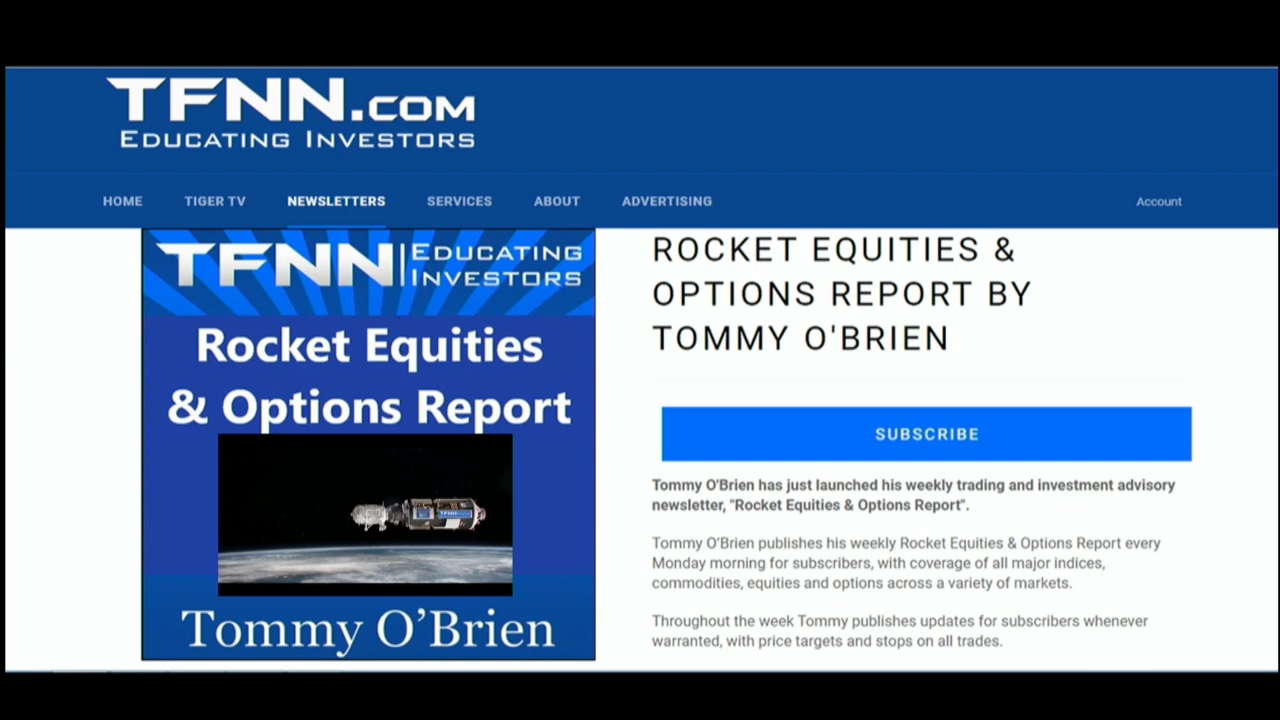 TFNN.COM
EDUCATING INVESTORS
HOME TIGER TV NEWSLETTERS SERVICES ABOUT ADVERTISING Account
TFNN EDUCATING
INVESTORS
Rocket Equities
& Options Report
TFNN
Tommy O’Brien
ROCKET EQUITIES &
OPTIONS REPORT BY
TOMMY O'BRIEN
SUBSCRIBE
Tommy O'Brien has just launched his weekly trading and investment advisory
newsletter, "Rocket Equities & Options Report".
Tommy O’Brien publishes his weekly Rocket Equities & Options Report every
Monday morning for subscribers, with coverage of all major indices,
commodities, equities and options across a variety of markets.
Throughout the week Tommy publishes updates for subscribers whenever
warranted, with price targets and stops on all trades.